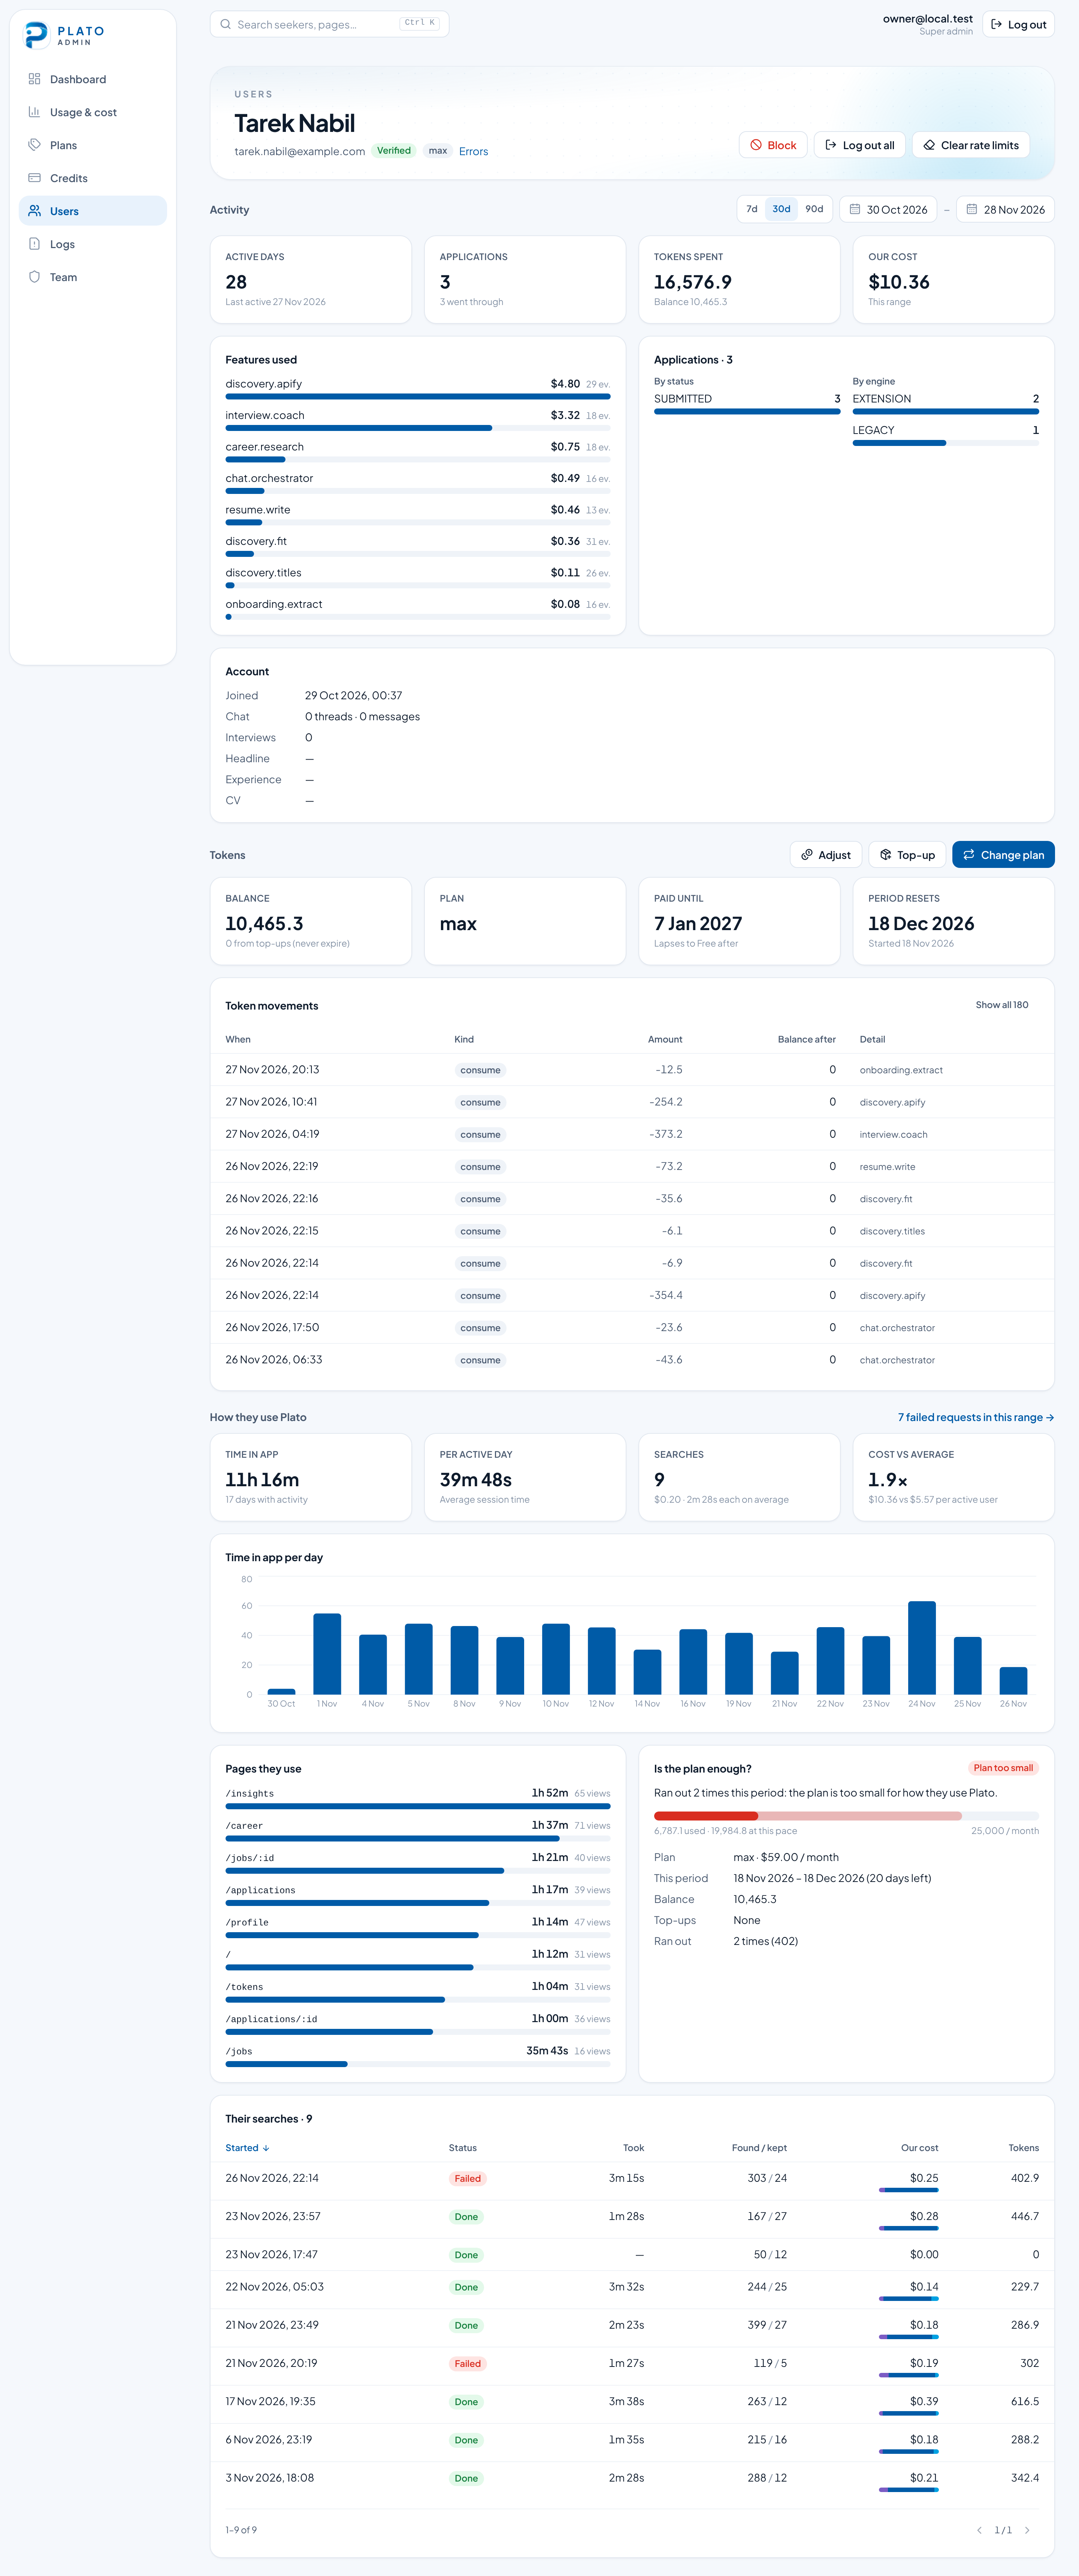 PLATO
ADMIN
Dashboard
Usage & cost
Plans
Credits
Users
Logs
Team
Search seekers, pages...
Ctrl K
owner@local.test
Super admin
Log out
USERS
Tarek Nabil
tarek.nabil@example.com Verified max Errors
Block
Log out all
Clear rate limits
Activity
7d 30d 90d 30 Oct 2026 – 28 Nov 2026
ACTIVE DAYS
28
Last active 27 Nov 2026
APPLICATIONS
3
3 went through
TOKENS SPENT
16,576.9
Balance 10,465.3
OUR COST
$10.36
This range
Features used
discovery.apify $4.80 29 ev.
interview.coach $3.32 18 ev.
career.research $0.75 18 ev.
chat.orchestrator $0.49 16 ev.
resume.write $0.46 13 ev.
discovery.fit $0.36 31 ev.
discovery.titles $0.11 26 ev.
onboarding.extract $0.08 16 ev.
Applications · 3
By status
SUBMITTED 3
By engine
EXTENSION 2
LEGACY 1
Account
Joined 29 Oct 2026, 00:37
Chat 0 threads · 0 messages
Interviews 0
Headline —
Experience —
CV —
Tokens
Adjust
Top-up
Change plan
BALANCE
10,465.3
0 from top-ups (never expire)
PLAN
max
PAID UNTIL
7 Jan 2027
Lapses to Free after
PERIOD RESETS
18 Dec 2026
Started 18 Nov 2026
Token movements Show all 180
When Kind Amount Balance after Detail
27 Nov 2026, 20:13 consume -12.5 0 onboarding.extract
27 Nov 2026, 10:41 consume -254.2 0 discovery.apify
27 Nov 2026, 04:19 consume -373.2 0 interview.coach
26 Nov 2026, 22:19 consume -73.2 0 resume.write
26 Nov 2026, 22:16 consume -35.6 0 discovery.fit
26 Nov 2026, 22:15 consume -6.1 0 discovery.titles
26 Nov 2026, 22:14 consume -6.9 0 discovery.fit
26 Nov 2026, 22:14 consume -354.4 0 discovery.apify
26 Nov 2026, 17:50 consume -23.6 0 chat.orchestrator
26 Nov 2026, 06:33 consume -43.6 0 chat.orchestrator
How they use Plato 7 failed requests in this range →
TIME IN APP
11h 16m
17 days with activity
PER ACTIVE DAY
39m 48s
Average session time
SEARCHES
9
$0.20 · 2m 28s each on average
COST VS AVERAGE
1.9×
$10.36 vs $5.57 per active user
Time in app per day
80
60
40
20
0
30 Oct 1 Nov 4 Nov 5 Nov 8 Nov 9 Nov 10 Nov 12 Nov 14 Nov 16 Nov 19 Nov 21 Nov 22 Nov 23 Nov 24 Nov 25 Nov 26 Nov
Pages they use
/insights 1h 52m 65 views
/career 1h 37m 71 views
/jobs/:id 1h 21m 40 views
/applications 1h 17m 39 views
/profile 1h 14m 47 views
/ 1h 12m 31 views
/tokens 1h 04m 31 views
/applications/:id 1h 00m 36 views
/jobs 35m 43s 16 views
Is the plan enough? Plan too small
Ran out 2 times this period: the plan is too small for how they use Plato.
6,787.1 used · 19,984.8 at this pace 25,000 / month
Plan max · $59.00 / month
This period 18 Nov 2026 – 18 Dec 2026 (20 days left)
Balance 10,465.3
Top-ups None
Ran out 2 times (402)
Their searches · 9
Started ↓ Status Took Found / kept Our cost Tokens
26 Nov 2026, 22:14 Failed 3m 15s 303 / 24 $0.25 402.9
23 Nov 2026, 23:57 Done 1m 28s 167 / 27 $0.28 446.7
23 Nov 2026, 17:47 Done — 50 / 12 $0.00 0
22 Nov 2026, 05:03 Done 3m 32s 244 / 25 $0.14 229.7
21 Nov 2026, 23:49 Done 2m 23s 399 / 27 $0.18 286.9
21 Nov 2026, 20:19 Failed 1m 27s 119 / 5 $0.19 302
17 Nov 2026, 19:35 Done 3m 38s 263 / 12 $0.39 616.5
6 Nov 2026, 23:19 Done 1m 35s 215 / 16 $0.18 288.2
3 Nov 2026, 18:08 Done 2m 28s 288 / 12 $0.21 342.4
1–9 of 9 1 / 1